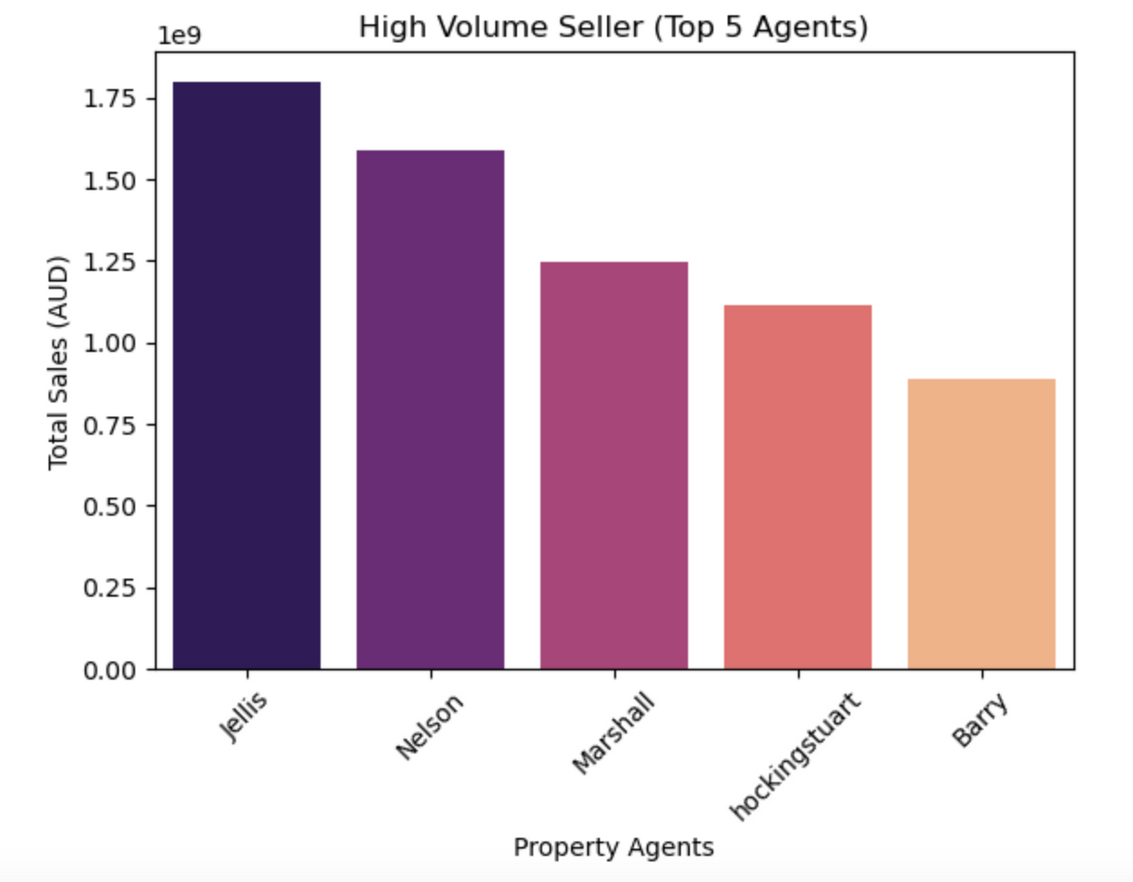 High Volume Seller (Top 5 Agents)
1e9
1.75
1.50
1.25
1.00
0.75
0.50
0.25
0.00
Total Sales (AUD)
Jellis
Nelson
Marshall
hockingstuart
Barry
Property Agents